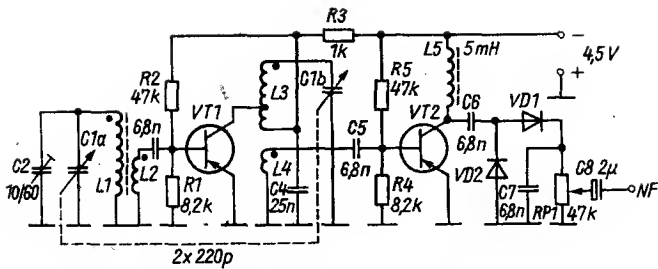 R3
1k
L5
5mH
−
4,5V
+
R2
47k
VT1
L3
C1b
R5
47k
VT2
C6
6,8n
VD1
C2
10/60
C1a
L1
6,8n
L2
R1
8,2k
L4
C4
25n
C5
6,8n
R4
8,2k
VD2
C7
6,8n
RP1
47k
C8 2µ
NF
2x 220p